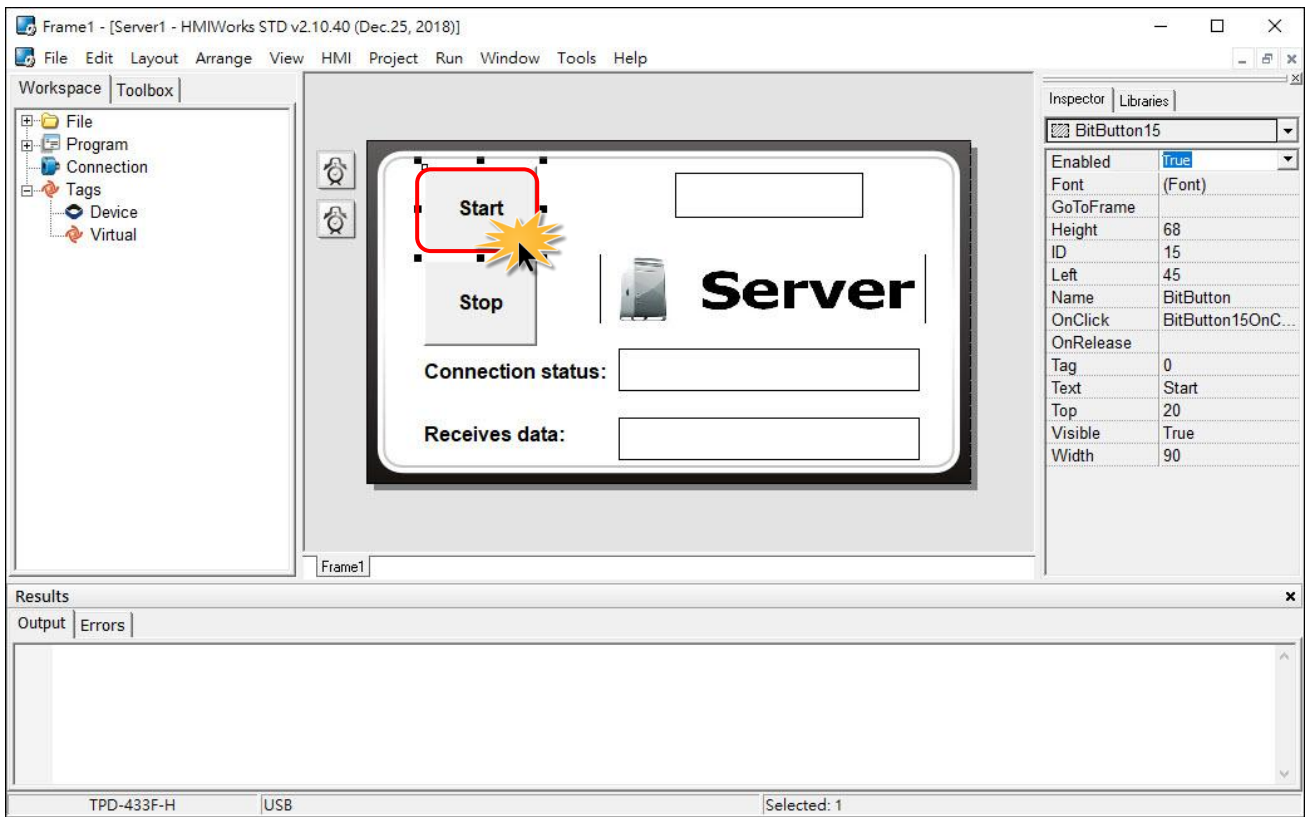 Frame1 - [Server1 - HMIWorks STD v2.10.40 (Dec.25, 2018)]
File Edit Layout Arrange View HMI Project Run Window Tools Help
Workspace Toolbox
File
Program
Connection
Tags
Device
Virtual
Start
Stop
Server
Connection status:
Receives data:
Frame1
Inspector Libraries
BitButton15
Enabled True
Font (Font)
GoToFrame
Height 68
ID 15
Left 45
Name BitButton
OnClick BitButton15OnC...
OnRelease
Tag 0
Text Start
Top 20
Visible True
Width 90
Results
Output Errors
TPD-433F-H USB Selected: 1